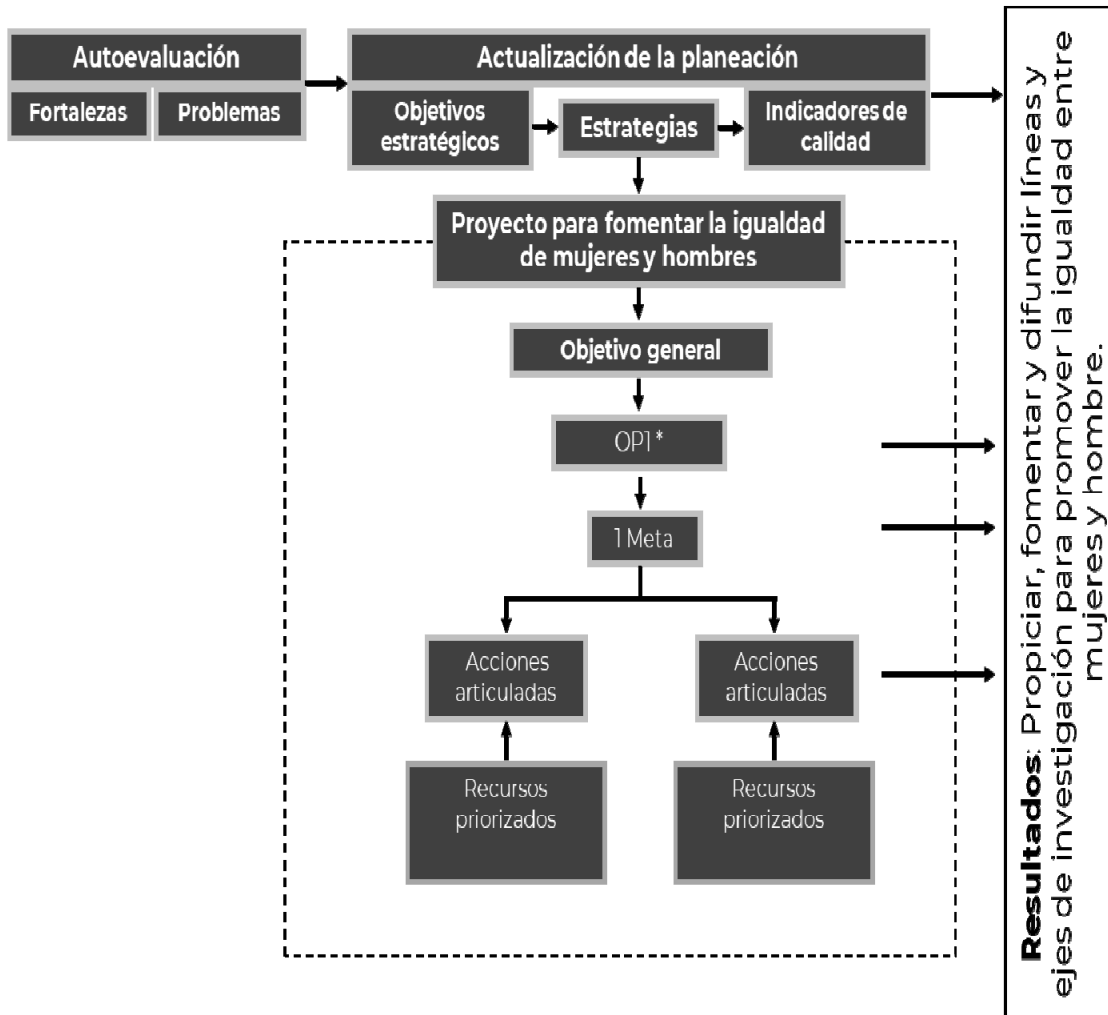 Autoevaluación
Fortalezas
Problemas
Actualización de la planeación
Objetivos
estratégicos
Estrategias
Indicadores de
calidad
Proyecto para fomentar la igualdad
de mujeres y hombres
Objetivo general
OP1 *
1 Meta
Acciones
articuladas
Acciones
articuladas
Recursos
priorizados
Recursos
priorizados
Resultados: Propiciar, fomentar y difundir líneas y
ejes de investigación para promover la igualdad entre
mujeres y hombre.